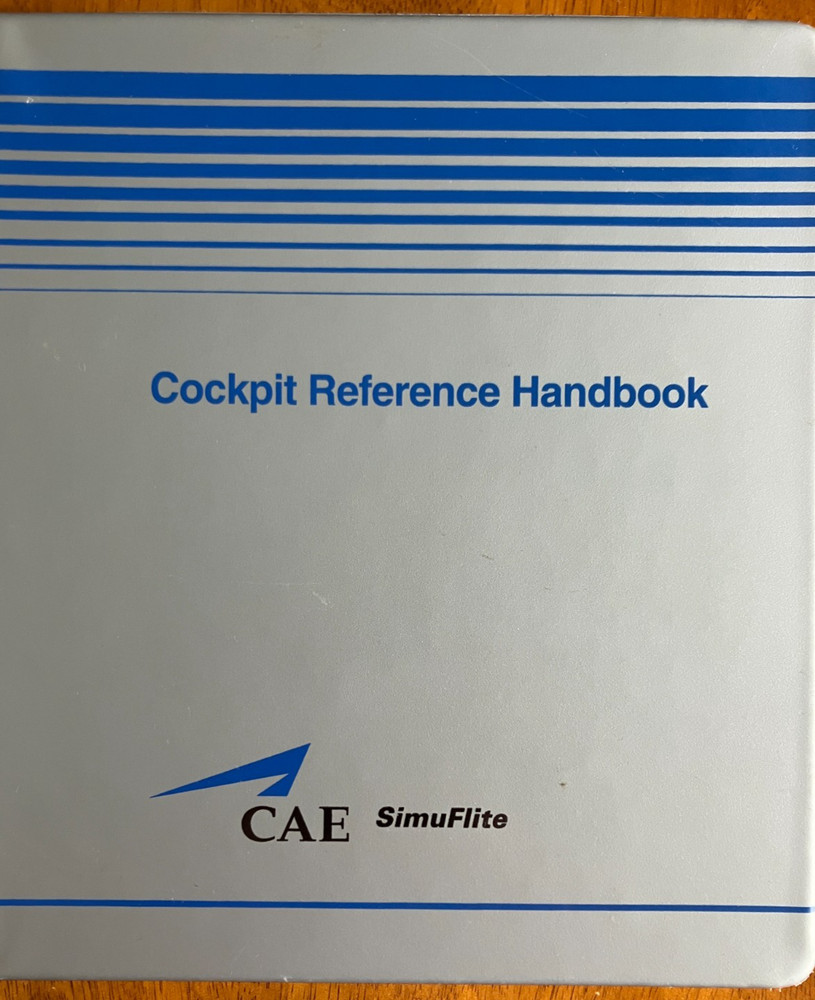 Cockpit Reference Handbook
CAE SimuFlite